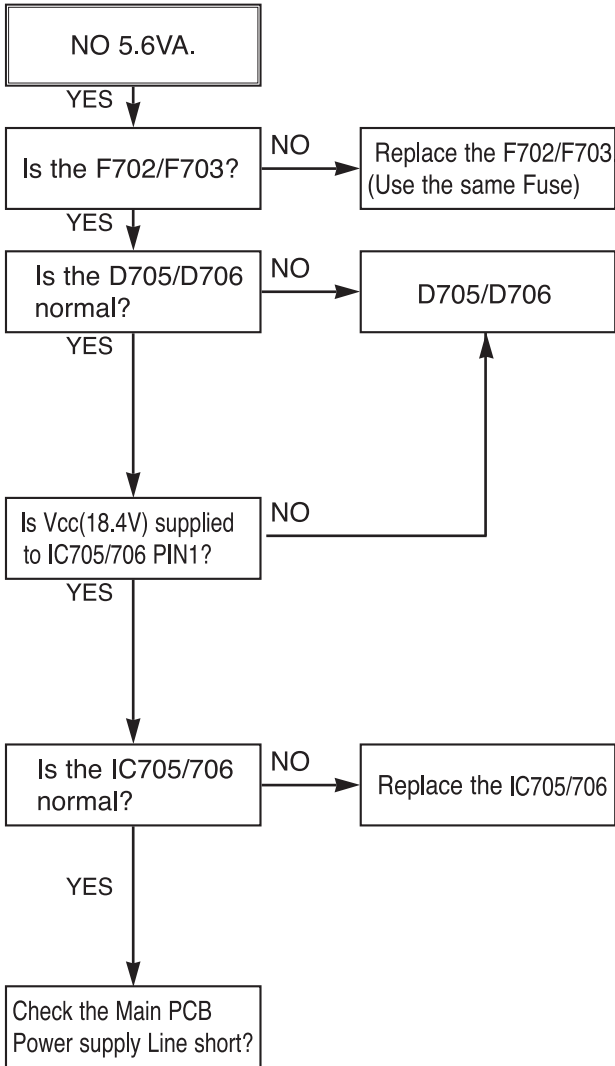 NO 5.6VA.
YES
Is the F702/F703?
NO
Replace the F702/F703
(Use the same Fuse)
YES
Is the D705/D706
normal?
NO
D705/D706
YES
Is Vcc(18.4V) supplied
to IC705/706 PIN1?
NO
YES
Is the IC705/706
normal?
NO
Replace the IC705/706
YES
Check the Main PCB
Power supply Line short?